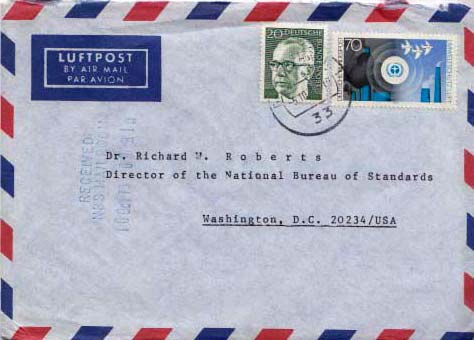 LUFTPOST
BY AIR MAIL
PAR AVION
20 DEUTSCHE
70
33
RECEIVED
Dr. Richard W. R o b e r t s
Director of the National Bureau of Standards
Washington, D.C. 20234/USA